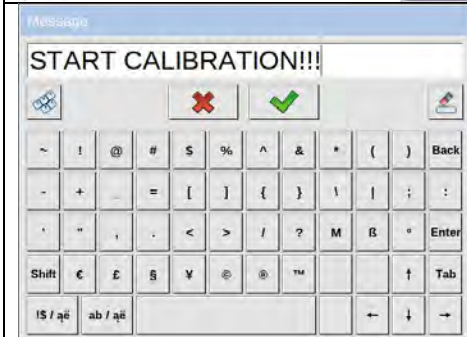 Message
START CALIBRATION!!!
~ ! @ # $ % ^ & * ( ) Back
- + _ = [ ] { } \ | ; :
' " , . < > / ? М ß ° Enter
Shift € £ § ¥ © ® ™ ↑ Tab
!$ / ąë ab / ąë ← ↓ →